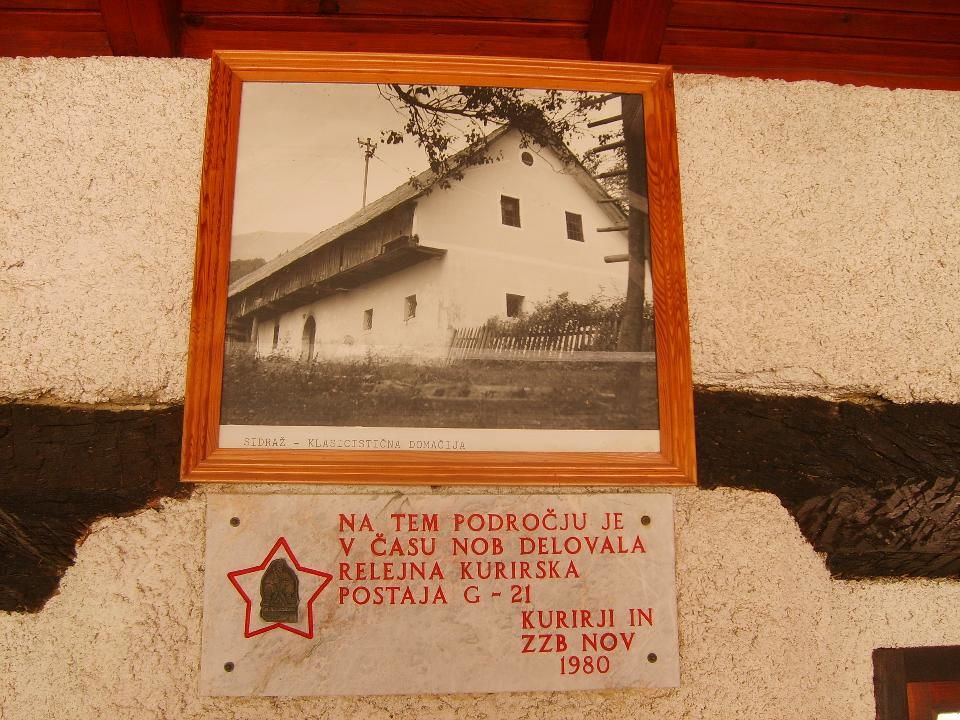 SIDRAŽ - KLASICISTIČNA DOMAČIJA
NA TEM PODROČJU JE
V ČASU NOB DELOVALA
RELEJNA KURIRSKA
POSTAJA G - 21
KURIRJI IN
ZZB NOV
1980